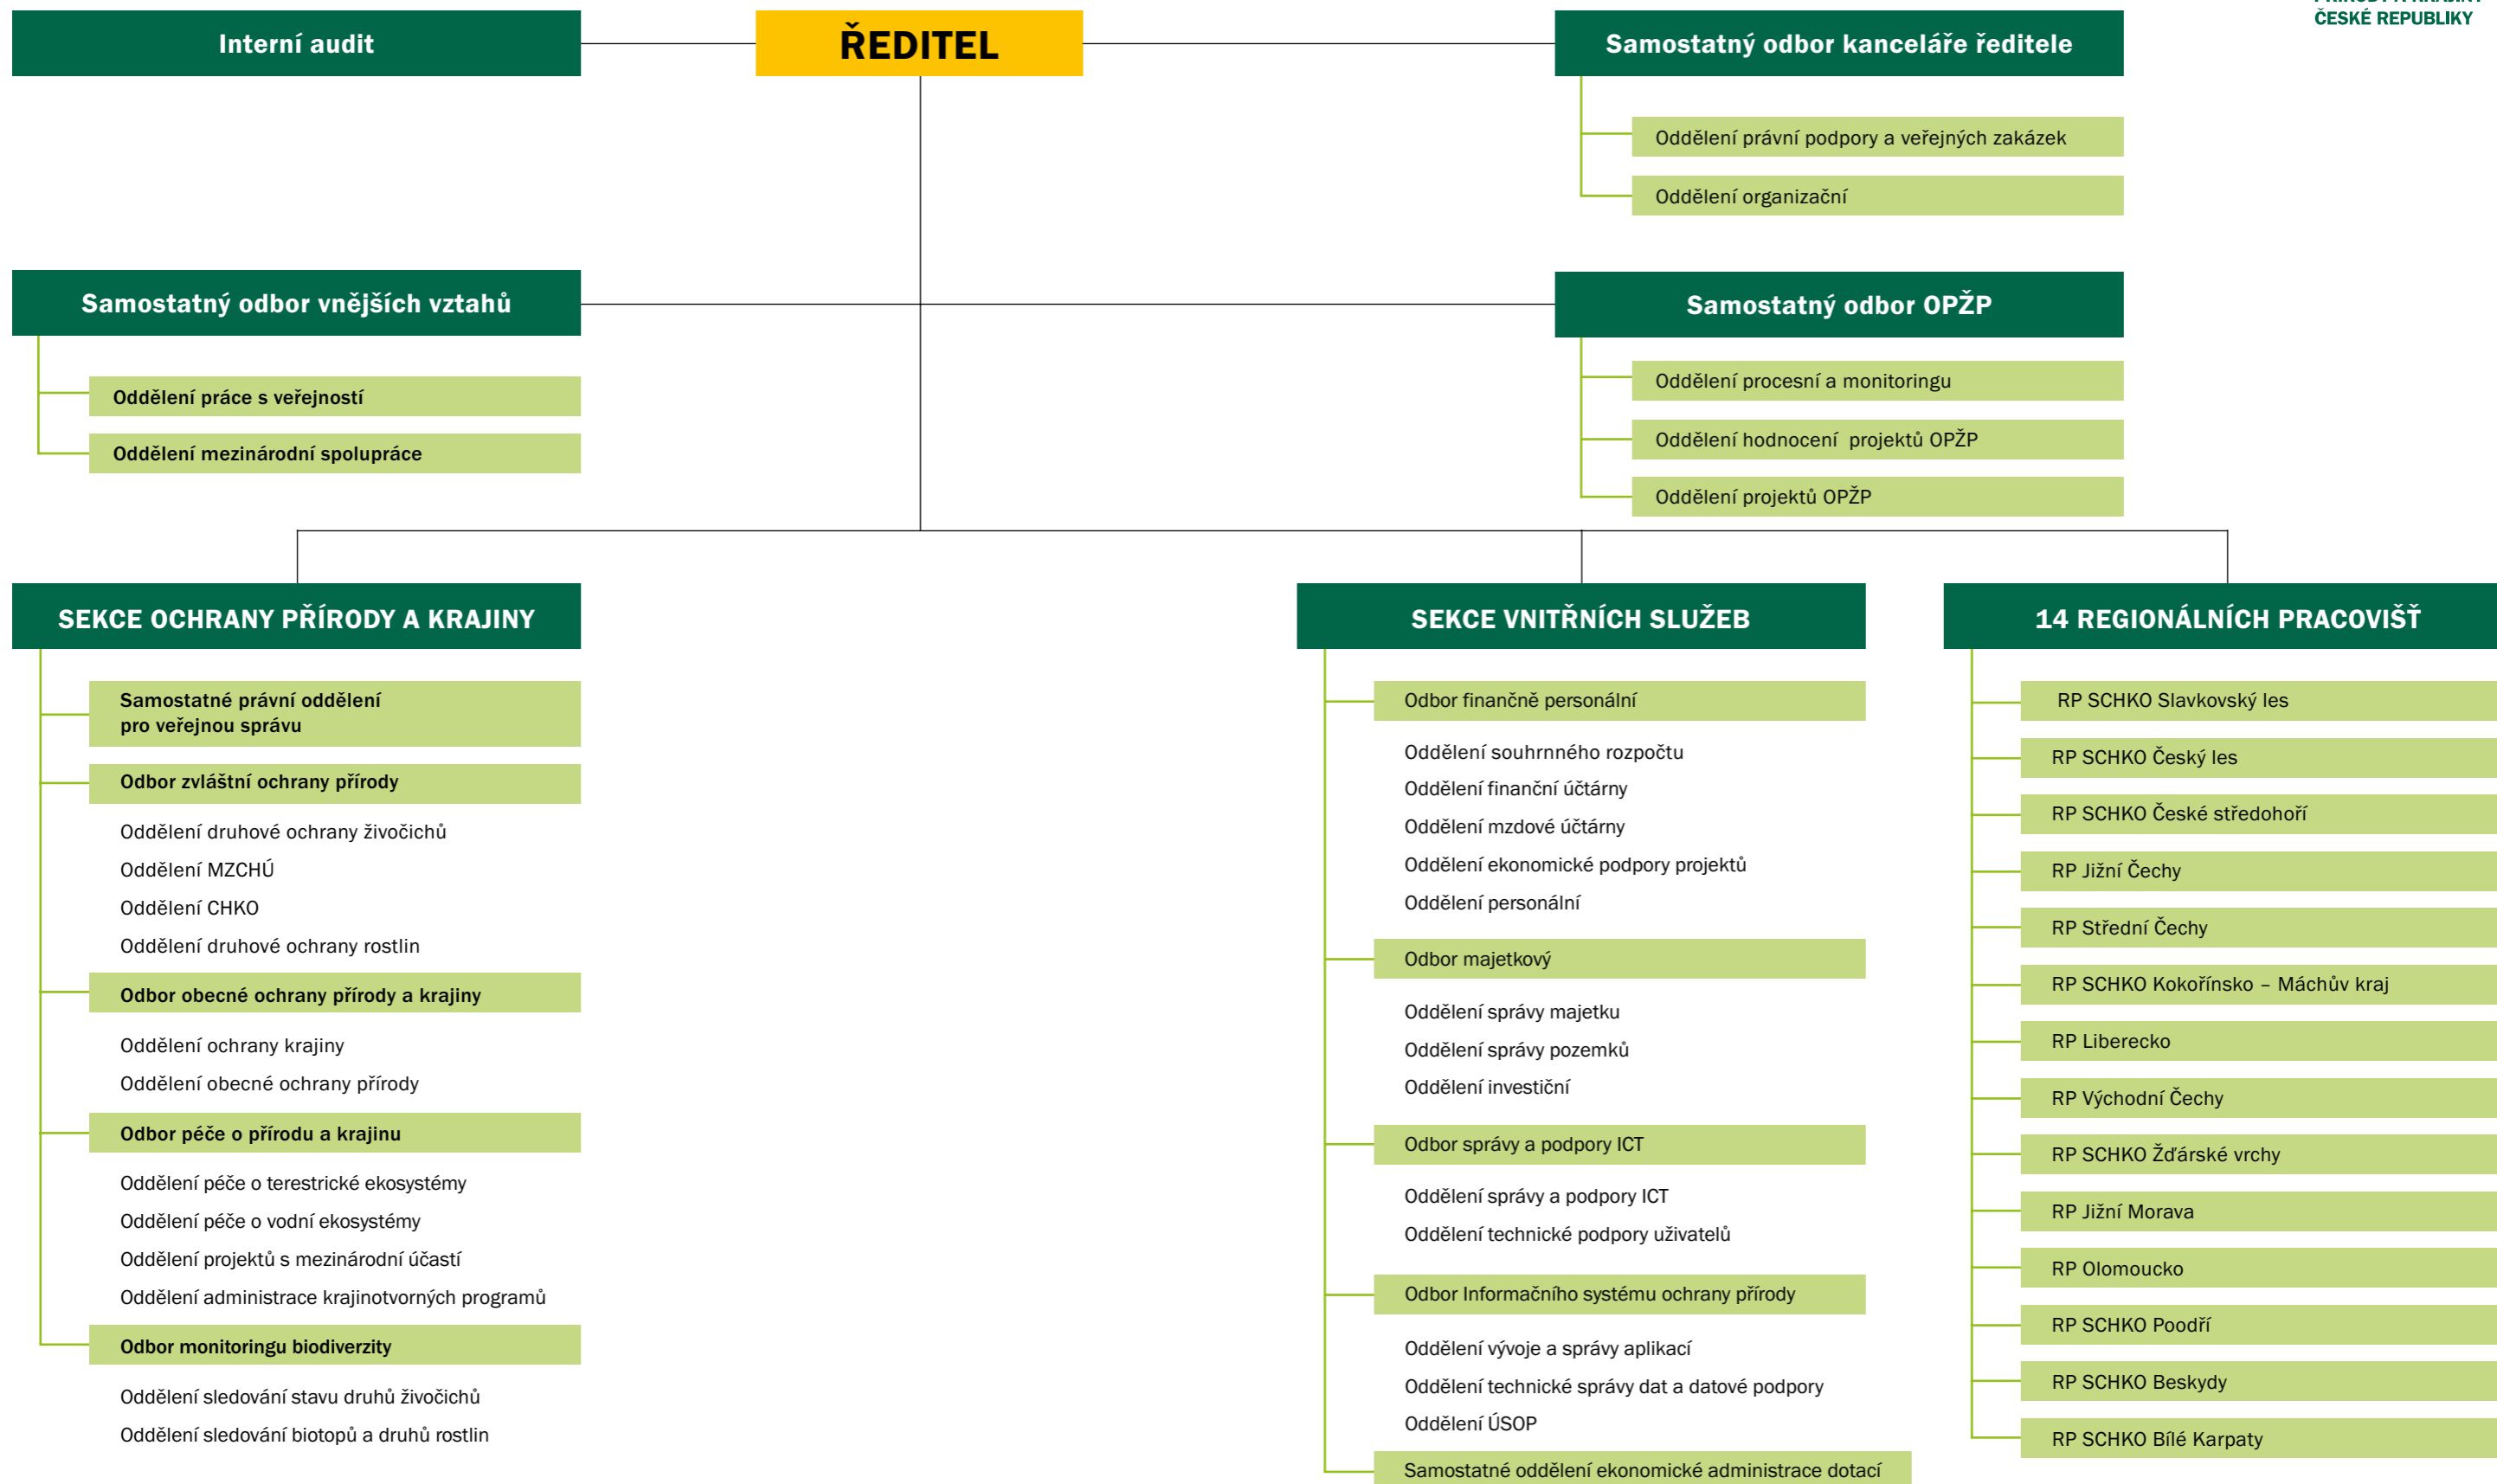 ČESKÉ REPUBLIKY
Interní audit
ŘEDITEL
Samostatný odbor kanceláře ředitele
Oddělení právní podpory a veřejných zakázek
Oddělení organizační
Samostatný odbor vnějších vztahů
Oddělení práce s veřejností
Oddělení mezinárodní spolupráce
Samostatný odbor OPŽP
Oddělení procesní a monitoringu
Oddělení hodnocení  projektů OPŽP
Oddělení projektů OPŽP
SEKCE OCHRANY PŘÍRODY A KRAJINY
Samostatné právní oddělení
pro veřejnou správu
Odbor zvláštní ochrany přírody
Oddělení druhové ochrany živočichů
Oddělení MZCHÚ
Oddělení CHKO
Oddělení druhové ochrany rostlin
Odbor obecné ochrany přírody a krajiny
Oddělení ochrany krajiny
Oddělení obecné ochrany přírody
Odbor péče o přírodu a krajinu
Oddělení péče o terestrické ekosystémy
Oddělení péče o vodní ekosystémy
Oddělení projektů s mezinárodní účastí
Oddělení administrace krajinotvorných programů
Odbor monitoringu biodiverzity
Oddělení sledování stavu druhů živočichů
Oddělení sledování biotopů a druhů rostlin
SEKCE VNITŘNÍCH SLUŽEB
Odbor finančně personální
Oddělení souhrnného rozpočtu
Oddělení finanční účtárny
Oddělení mzdové účtárny
Oddělení ekonomické podpory projektů
Oddělení personální
Odbor majetkový
Oddělení správy majetku
Oddělení správy pozemků
Oddělení investiční
Odbor správy a podpory ICT
Oddělení správy a podpory ICT
Oddělení technické podpory uživatelů
Odbor Informačního systému ochrany přírody
Oddělení vývoje a správy aplikací
Oddělení technické správy dat a datové podpory
Oddělení ÚSOP
Samostatné oddělení ekonomické administrace dotací
14 REGIONÁLNÍCH PRACOVIŠŤ
RP SCHKO Slavkovský les
RP SCHKO Český les
RP SCHKO České středohoří
RP Jižní Čechy
RP Střední Čechy
RP SCHKO Kokořínsko – Máchův kraj
RP Liberecko
RP Východní Čechy
RP SCHKO Žďárské vrchy
RP Jižní Morava
RP Olomoucko
RP SCHKO Poodří
RP SCHKO Beskydy
RP SCHKO Bílé Karpaty